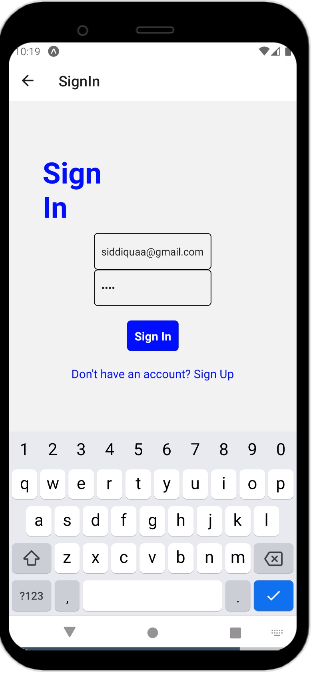 10:19
SignIn
Sign
In
siddiquaa@gmail.com
••••
Sign In
Don't have an account? Sign Up
1 2 3 4 5 6 7 8 9 0
q w e r t y u i o p
a s d f g h j k l
z x c v b n m
?123 , .